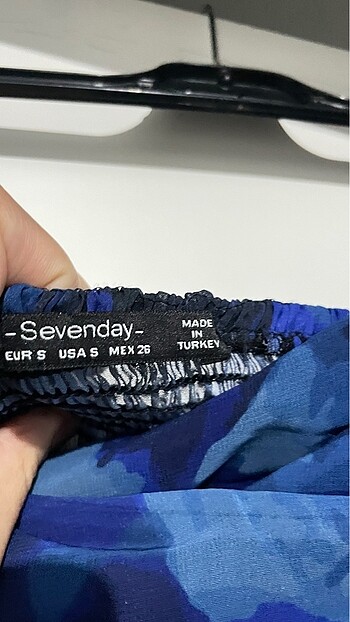 -Sevenday-
EUR S USA S MEX 26
MADE
IN
TURKEY